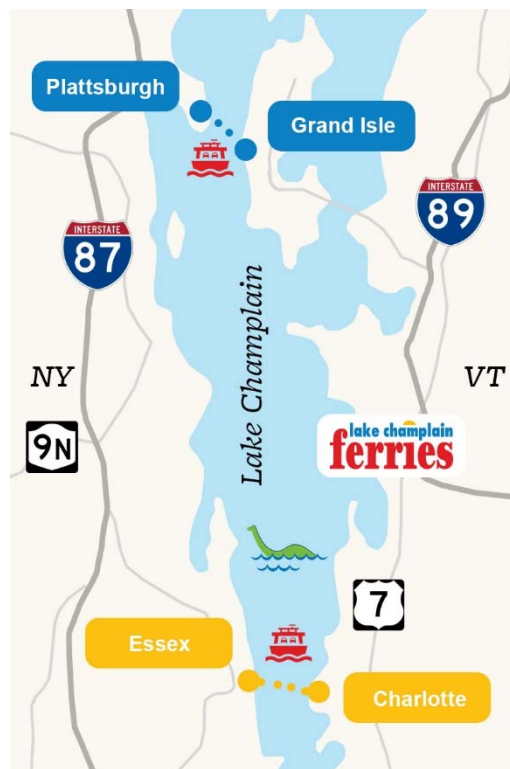 Plattsburgh
Grand Isle
INTERSTATE
89
INTERSTATE
87
Lake Champlain
NY
VT
9N
lake champlain
ferries
7
Essex
Charlotte